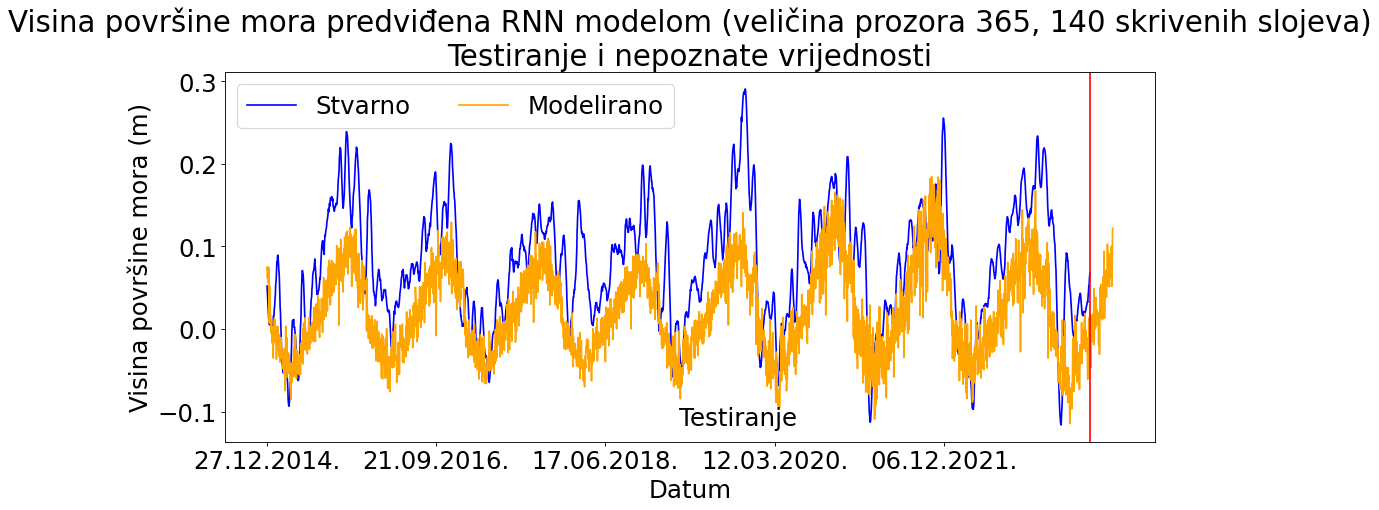 Visina površine mora predviđena RNN modelom (veličina prozora 365, 140 skrivenih slojeva)
Testiranje i nepoznate vrijednosti
Stvarno Modelirano
Visina površine mora (m)
0.3
0.2
0.1
0.0
−0.1
Testiranje
27.12.2014. 21.09.2016. 17.06.2018. 12.03.2020. 06.12.2021.
Datum